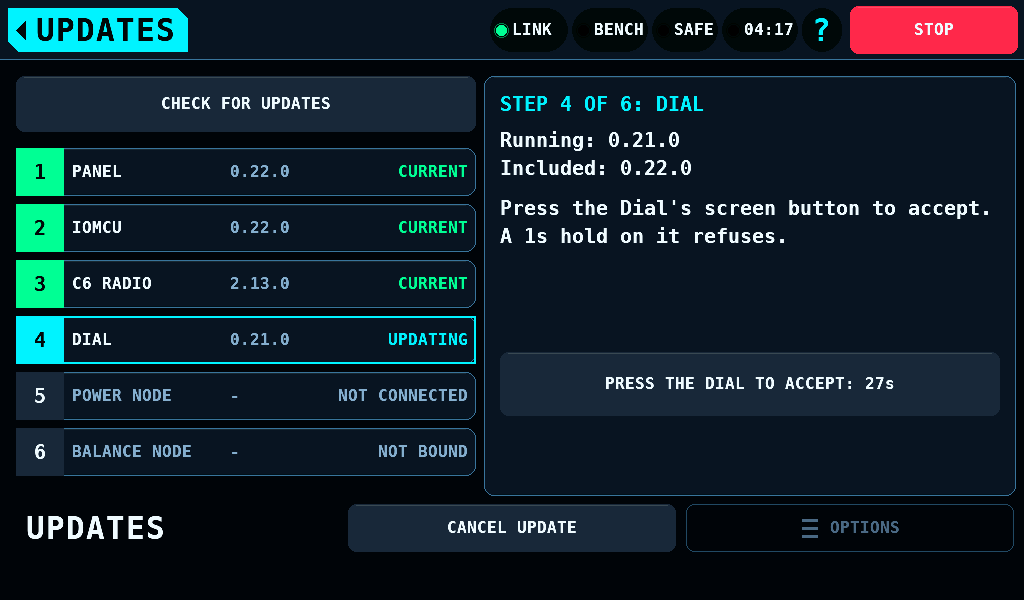 UPDATES
LINK
BENCH
SAFE
04:17
?
STOP
CHECK FOR UPDATES
1 PANEL 0.22.0 CURRENT
2 IOMCU 0.22.0 CURRENT
3 C6 RADIO 2.13.0 CURRENT
4 DIAL 0.21.0 UPDATING
5 POWER NODE - NOT CONNECTED
6 BALANCE NODE - NOT BOUND
STEP 4 OF 6: DIAL
Running: 0.21.0
Included: 0.22.0
Press the Dial's screen button to accept.
A 1s hold on it refuses.
PRESS THE DIAL TO ACCEPT: 27s
UPDATES
CANCEL UPDATE
OPTIONS